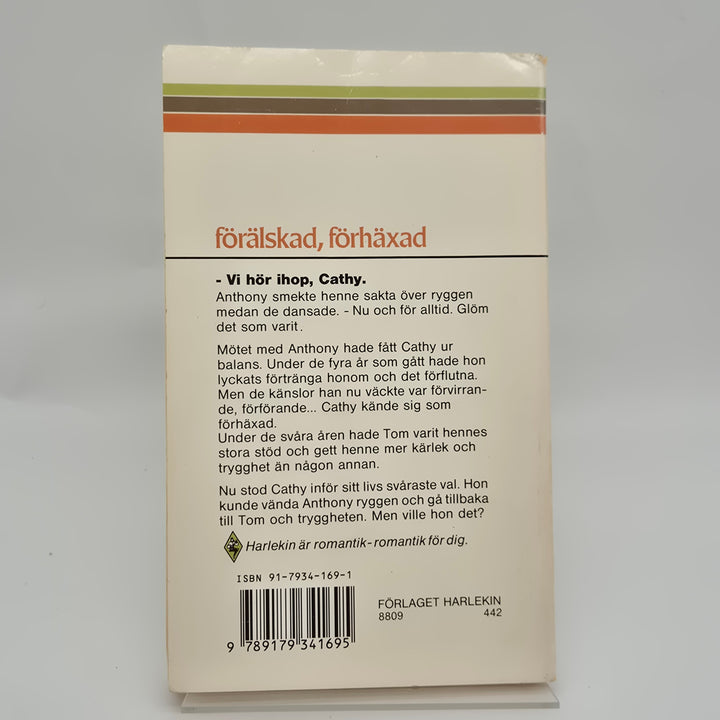 förälskad, förhäxad
- Vi hör ihop, Cathy.
Anthony smekte henne sakta över ryggen
medan de dansade. - Nu och för alltid. Glöm
det som varit.
Mötet med Anthony hade fått Cathy ur
balans. Under de fyra år som gått hade hon
lyckats förtränga honom och det förflutna.
Men de känslor han nu väckte var förvirran-
de, förförande... Cathy kände sig som
förhäxad.
Under de svåra åren hade Tom varit hennes
stora stöd och gett henne mer kärlek och
trygghet än någon annan.
Nu stod Cathy inför sitt livs svåraste val. Hon
kunde vända Anthony ryggen och gå tillbaka
till Tom och tryggheten. Men ville hon det?
Harlekin är romantik-romantik för dig.
ISBN 91-7934-169-1
9 789179 341695
FÖRLAGET HARLEKIN
8809 442